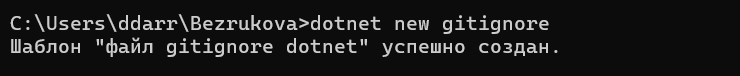 C:\Users\ddarr\Bezrukova>dotnet new gitignore
Шаблон "файл gitignore dotnet" успешно создан.